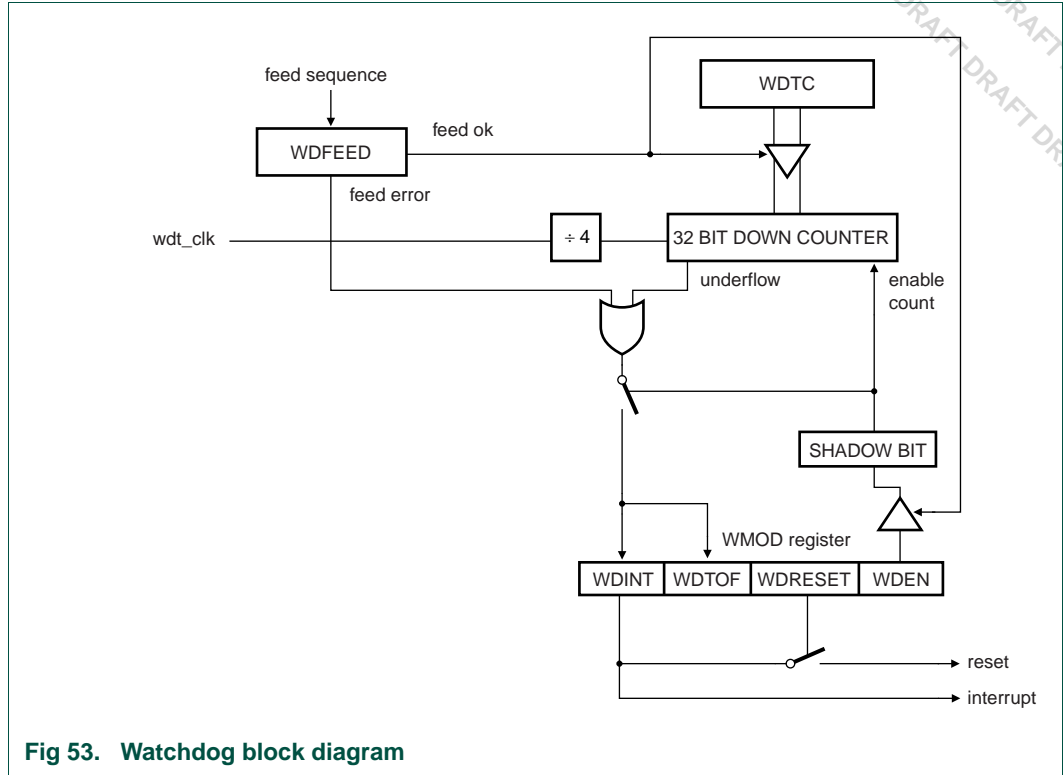 DRAFT DRAFT
DRAFT DRAFT DR
feed sequence
WDTC
feed ok
WDFEED
feed error
wdt_clk
÷ 4
32 BIT DOWN COUNTER
underflow
enable
count
SHADOW BIT
WMOD register
WDINT WDTOF WDRESET WDEN
reset
interrupt
Fig 53. Watchdog block diagram